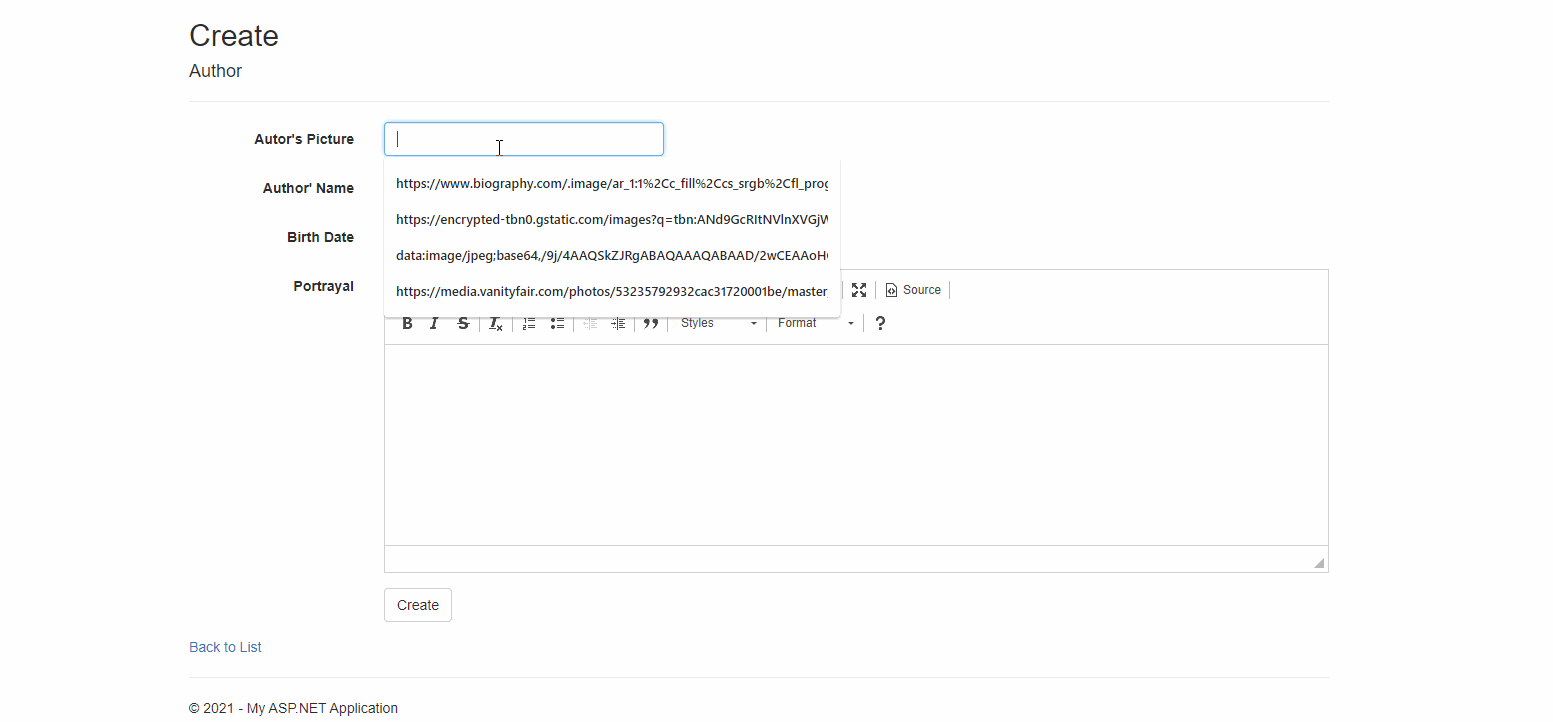 Create
Author
Autor's Picture
https://www.biography.com/.image/ar_1:1%2Cc_fill%2Ccs_srgb%2Cfl_prog
Author' Name
https://encrypted-tbn0.gstatic.com/images?q=tbn:ANd9GcRItNVlnXVGjW
Birth Date
data:image/jpeg;base64,/9j/4AAQSkZJRgABAQAAAQABAAD/2wCEAAoH
Portrayal
https://media.vanityfair.com/photos/53235792932cac31720001be/master
Source
B I S Ix Styles Format ?
Create
Back to List
© 2021 - My ASP.NET Application